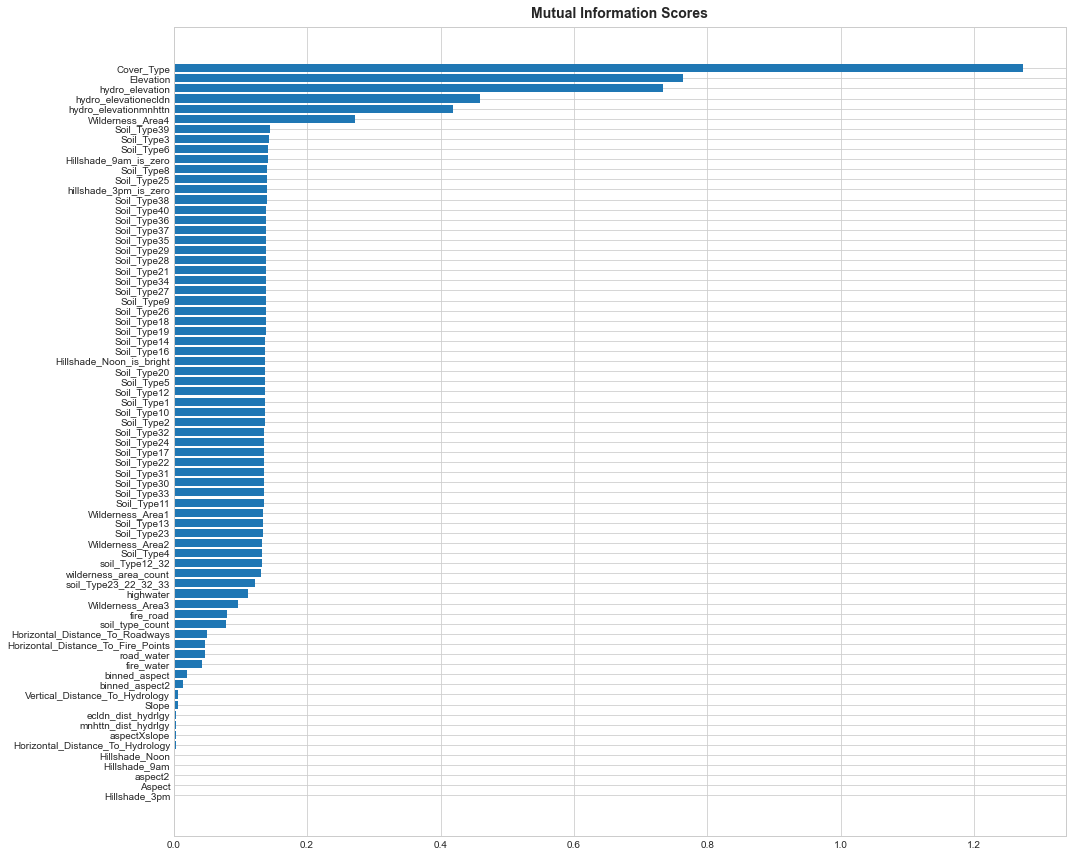 Mutual Information Scores
Cover_Type
Elevation
hydro_elevation
hydro_elevationecldn
hydro_elevationmnhttn
Wilderness_Area4
Soil_Type39
Soil_Type3
Soil_Type6
Hillshade_9am_is_zero
Soil_Type8
Soil_Type25
hillshade_3pm_is_zero
Soil_Type38
Soil_Type40
Soil_Type36
Soil_Type37
Soil_Type35
Soil_Type29
Soil_Type28
Soil_Type21
Soil_Type34
Soil_Type27
Soil_Type9
Soil_Type26
Soil_Type18
Soil_Type19
Soil_Type14
Soil_Type16
Hillshade_Noon_is_bright
Soil_Type20
Soil_Type5
Soil_Type12
Soil_Type1
Soil_Type10
Soil_Type2
Soil_Type32
Soil_Type24
Soil_Type17
Soil_Type22
Soil_Type31
Soil_Type30
Soil_Type33
Soil_Type11
Wilderness_Area1
Soil_Type13
Soil_Type23
Wilderness_Area2
Soil_Type4
soil_Type12_32
wilderness_area_count
soil_Type23_22_32_33
highwater
Wilderness_Area3
fire_road
soil_type_count
Horizontal_Distance_To_Roadways
Horizontal_Distance_To_Fire_Points
road_water
fire_water
binned_aspect
binned_aspect2
Vertical_Distance_To_Hydrology
Slope
ecldn_dist_hydrlgy
mnhttn_dist_hydrlgy
aspectXslope
Horizontal_Distance_To_Hydrology
Hillshade_Noon
Hillshade_9am
aspect2
Aspect
Hillshade_3pm
0.0 0.2 0.4 0.6 0.8 1.0 1.2